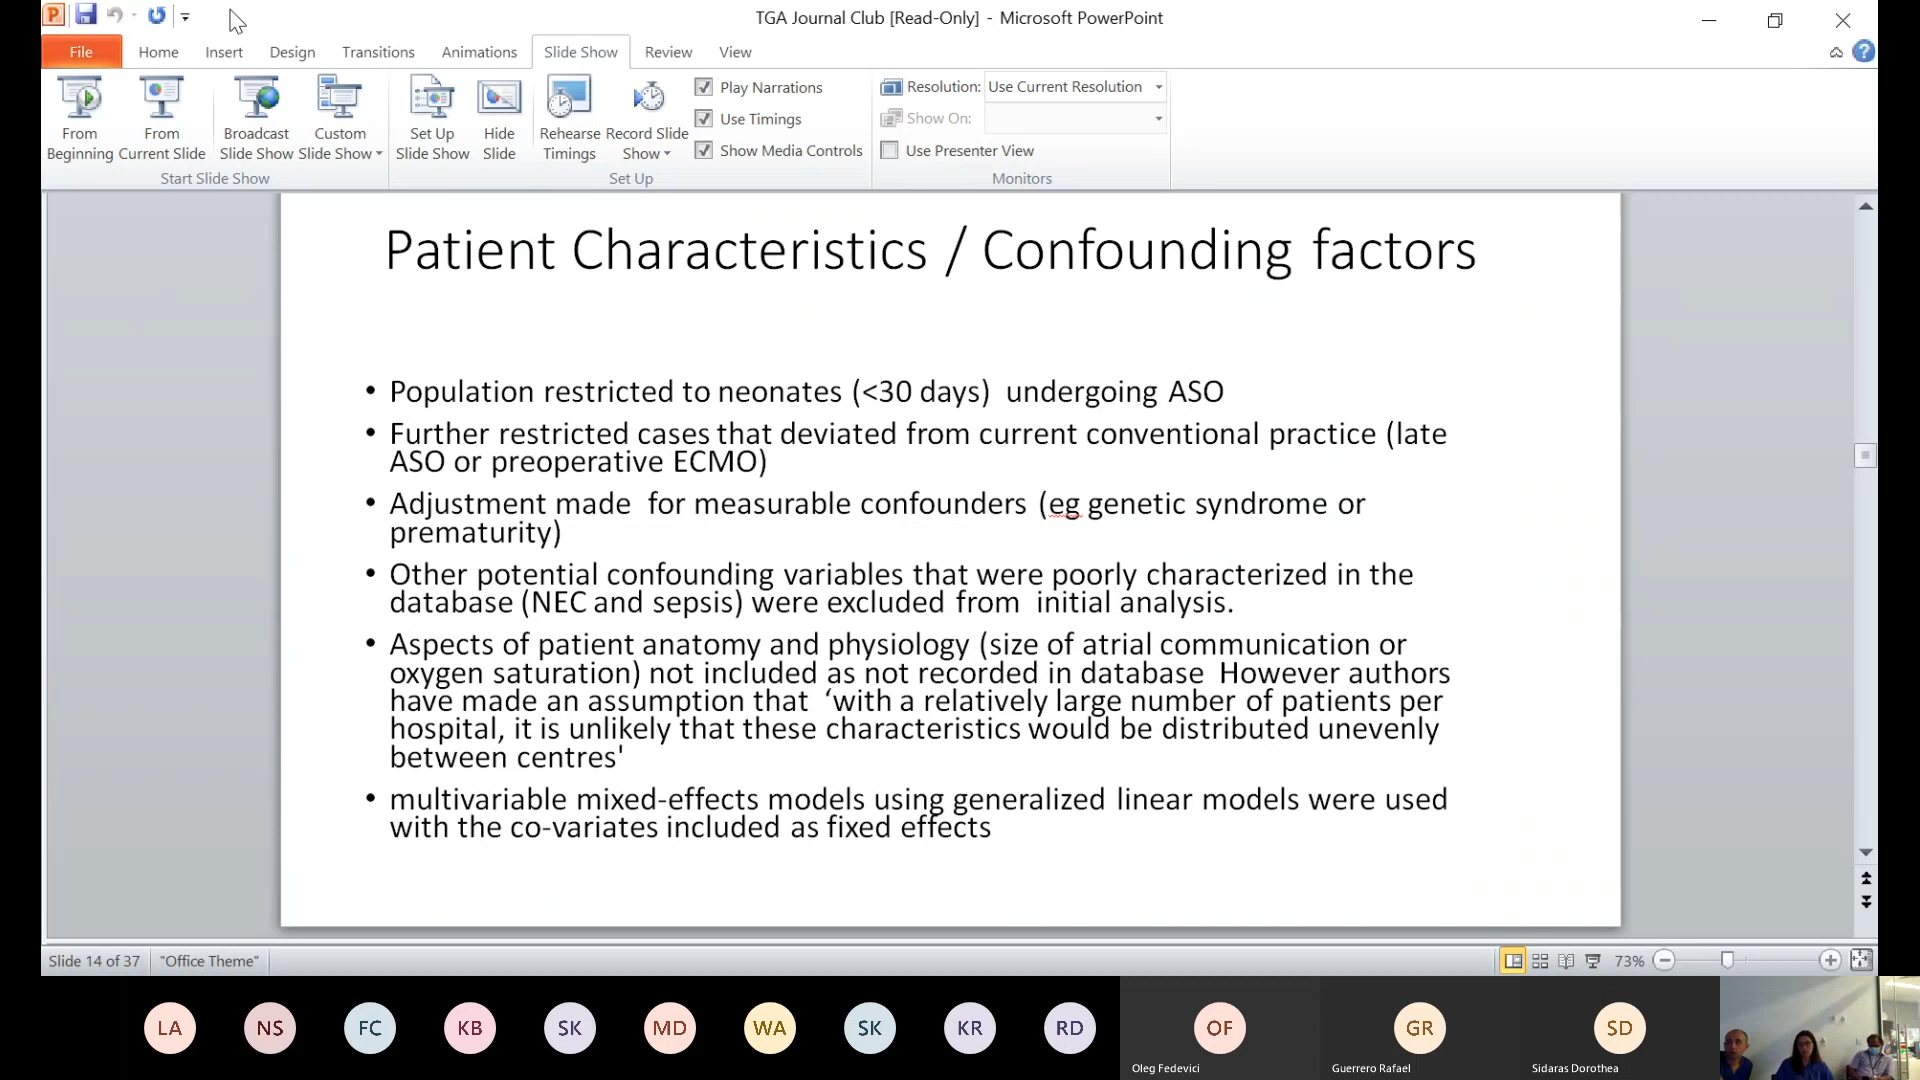 TGA Journal Club [Read-Only] - Microsoft PowerPoint
File Home Insert Design Transitions Animations Slide Show Review View
From Beginning
From Current Slide
Broadcast Slide Show
Custom Slide Show
Set Up Slide Show
Hide Slide
Rehearse Timings
Record Slide Show
Play Narrations
Use Timings
Show Media Controls
Resolution: Use Current Resolution
Show On:
Use Presenter View
Start Slide Show
Set Up
Monitors
Patient Characteristics / Confounding factors
• Population restricted to neonates (<30 days) undergoing ASO
• Further restricted cases that deviated from current conventional practice (late
ASO or preoperative ECMO)
• Adjustment made for measurable confounders (eg genetic syndrome or
prematurity)
• Other potential confounding variables that were poorly characterized in the
database (NEC and sepsis) were excluded from initial analysis.
• Aspects of patient anatomy and physiology (size of atrial communication or
oxygen saturation) not included as not recorded in database However authors
have made an assumption that ‘with a relatively large number of patients per
hospital, it is unlikely that these characteristics would be distributed unevenly
between centres'
• multivariable mixed-effects models using generalized linear models were used
with the co-variates included as fixed effects
Slide 14 of 37 "Office Theme" 73%
LA NS FC KB SK MD WA SK KR RD OF GR SD
Oleg Fedevici Guerrero Rafael Sidaras Dorothea